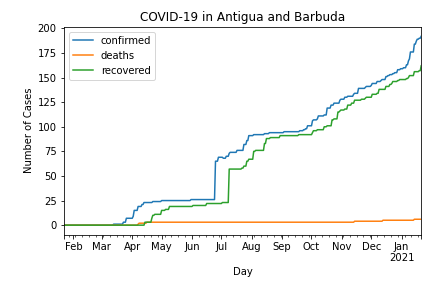 COVID-19 in Antigua and Barbuda
confirmed
deaths
recovered
Number of Cases
200
175
150
125
100
75
50
25
0
Feb Mar Apr May Jun Jul Aug Sep Oct Nov Dec Jan
2021
Day